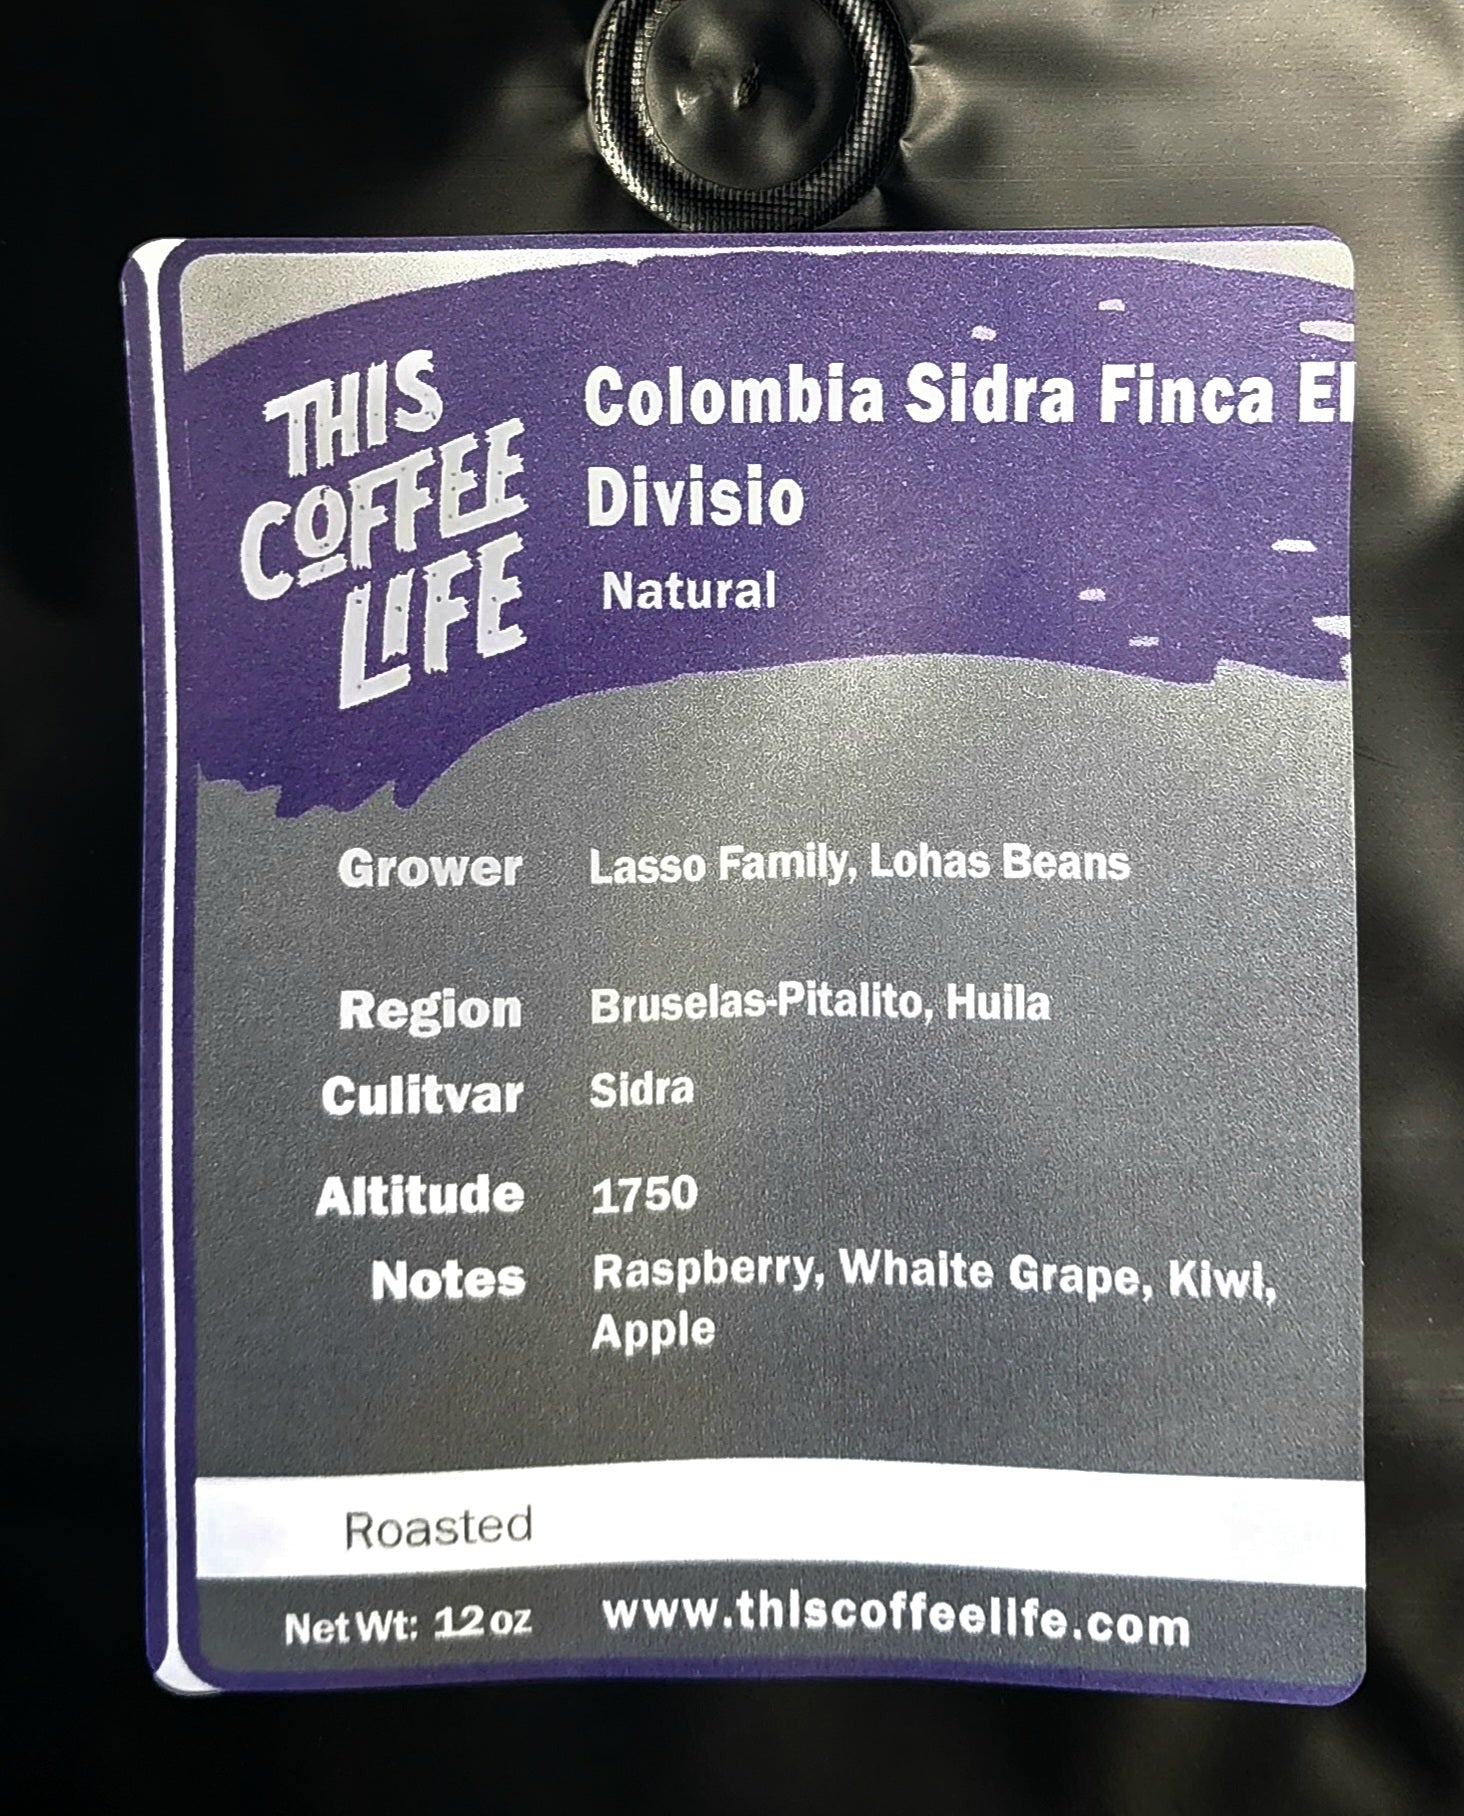 THIS
COFFEE
LIFE
Colombia Sidra Finca El
Divisio
Natural
Grower Lasso Family, Lohas Beans
Region Bruselas-Pitalito, Huila
Culitvar Sidra
Altitude 1750
Notes Raspberry, Whaite Grape, Kiwi,
Apple
Roasted
Net Wt: 12 oz www.thiscoffeelife.com